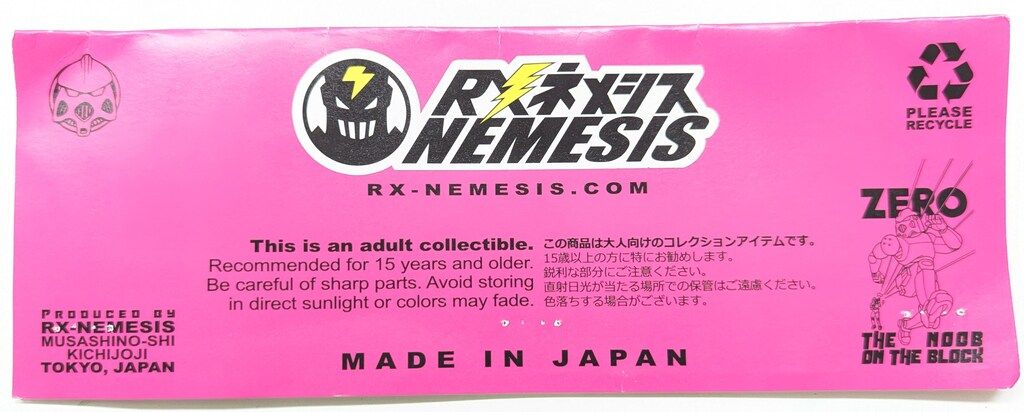 RXネメシス
NEMESIS
RX-NEMESIS.COM
PLEASE
RECYCLE
ZERO
This is an adult collectible.
Recommended for 15 years and older.
Be careful of sharp parts. Avoid storing
in direct sunlight or colors may fade.
この商品は大人向けのコレクションアイテムです。
15歳以上の方に特にお勧めします。
鋭利な部分にご注意ください。
直射日光が当たる場所での保管はご遠慮ください。
色落ちする場合がございます。
PRODUCED BY
RX-NEMESIS
MUSASHINO-SHI
KICHIJOJI
TOKYO, JAPAN
MADE IN JAPAN
THE NOOB
ON THE BLOCK